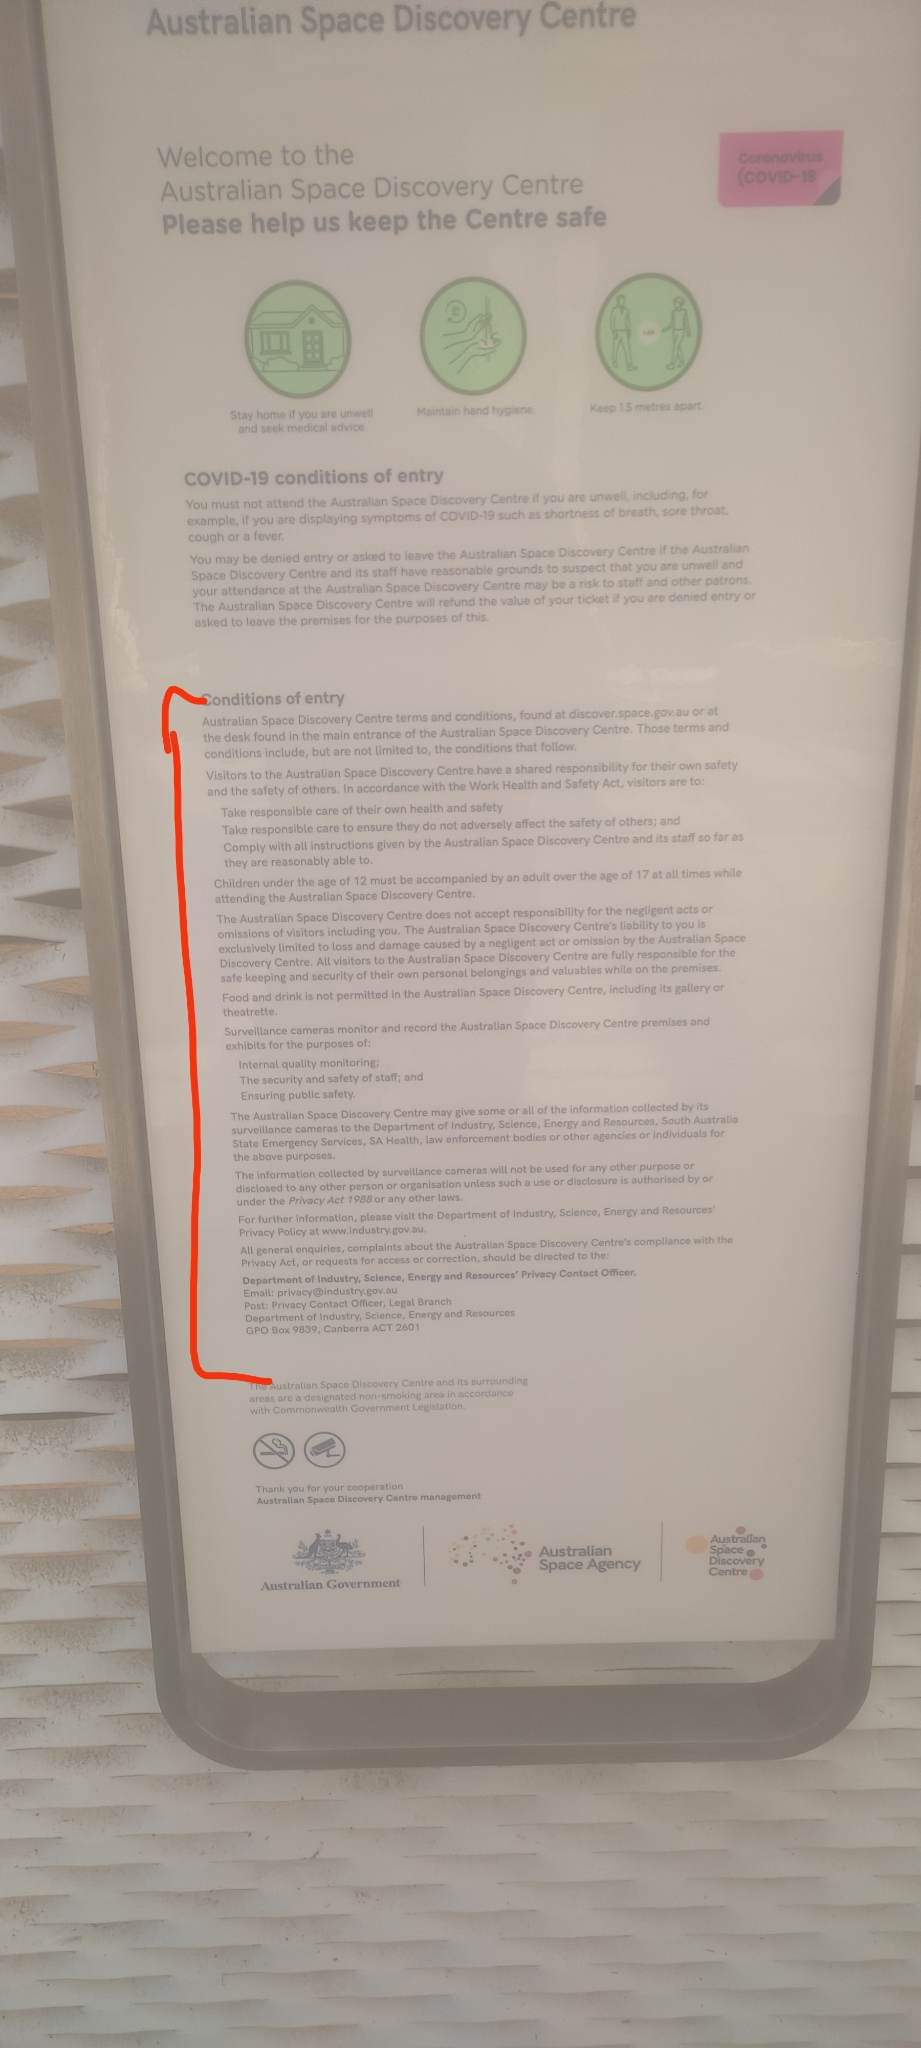 Australian Space Discovery Centre
Welcome to the
Australian Space Discovery Centre
Please help us keep the Centre safe
Coronavirus
(COVID-19
Stay home if you are unwell
and seek medical advice
Maintain hand hygiene.
Keep 1.5 metres apart.
COVID-19 conditions of entry
You must not attend the Australian Space Discovery Centre if you are unwell, including, for
example, if you are displaying symptoms of COVID-19 such as shortness of breath, sore throat,
cough or a fever.
You may be denied entry or asked to leave the Australian Space Discovery Centre if the Australian
Space Discovery Centre and its staff have reasonable grounds to suspect that you are unwell and
your attendance at the Australian Space Discovery Centre may be a risk to staff and other patrons.
The Australian Space Discovery Centre will refund the value of your ticket if you are denied entry or
asked to leave the premises for the purposes of this.
Conditions of entry
Australian Space Discovery Centre terms and conditions, found at discover.space.gov.au or at
the desk found in the main entrance of the Australian Space Discovery Centre. Those terms and
conditions include, but are not limited to, the conditions that follow.
Visitors to the Australian Space Discovery Centre have a shared responsibility for their own safety
and the safety of others. In accordance with the Work Health and Safety Act, visitors are to:
Take responsible care of their own health and safety
Take responsible care to ensure they do not adversely affect the safety of others; and
Comply with all instructions given by the Australian Space Discovery Centre and its staff so far as
they are reasonably able to.
Children under the age of 12 must be accompanied by an adult over the age of 17 at all times while
attending the Australian Space Discovery Centre.
The Australian Space Discovery Centre does not accept responsibility for the negligent acts or
omissions of visitors including you. The Australian Space Discovery Centre's liability to you is
exclusively limited to loss and damage caused by a negligent act or omission by the Australian Space
Discovery Centre. All visitors to the Australian Space Discovery Centre are fully responsible for the
safe keeping and security of their own personal belongings and valuables while on the premises.
Food and drink is not permitted in the Australian Space Discovery Centre, including its gallery or
theatrette.
Surveillance cameras monitor and record the Australian Space Discovery Centre premises and
exhibits for the purposes of:
Internal quality monitoring;
The security and safety of staff; and
Ensuring public safety.
The Australian Space Discovery Centre may give some or all of the information collected by its
surveillance cameras to the Department of Industry, Science, Energy and Resources, South Australia
State Emergency Services, SA Health, law enforcement bodies or other agencies or individuals for
the above purposes.
The information collected by surveillance cameras will not be used for any other purpose or
disclosed to any other person or organisation unless such a use or disclosure is authorised by or
under the Privacy Act 1988 or any other laws.
For further information, please visit the Department of Industry, Science, Energy and Resources'
Privacy Policy at www.industry.gov.au.
All general enquiries, complaints about the Australian Space Discovery Centre's compliance with the
Privacy Act, or requests for access or correction, should be directed to the:
Department of Industry, Science, Energy and Resources' Privacy Contact Officer.
Email: privacy@industry.gov.au
Post: Privacy Contact Officer, Legal Branch
Department of Industry, Science, Energy and Resources
GPO Box 9839, Canberra ACT 2601
The Australian Space Discovery Centre and its surrounding
areas are a designated non-smoking area in accordance
with Commonwealth Government Legislation.
Thank you for your cooperation
Australian Space Discovery Centre management
Australian Government
Australian
Space Agency
Australian
Space
Discovery
Centre